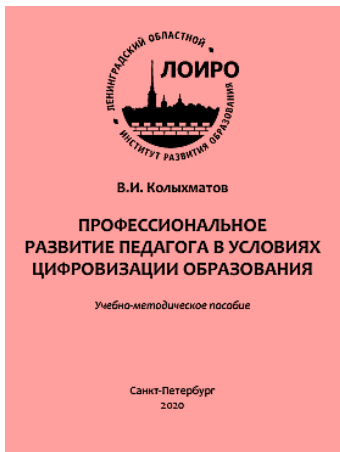 ЛЕНИНГРАДСКИЙ ОБЛАСТНОЙ
ЛОИРО
ИНСТИТУТ РАЗВИТИЯ ОБРАЗОВАНИЯ
В.И. Колыхматов
ПРОФЕССИОНАЛЬНОЕ
РАЗВИТИЕ ПЕДАГОГА В УСЛОВИЯХ
ЦИФРОВИЗАЦИИ ОБРАЗОВАНИЯ
Учебно-методическое пособие
Санкт-Петербург
2020